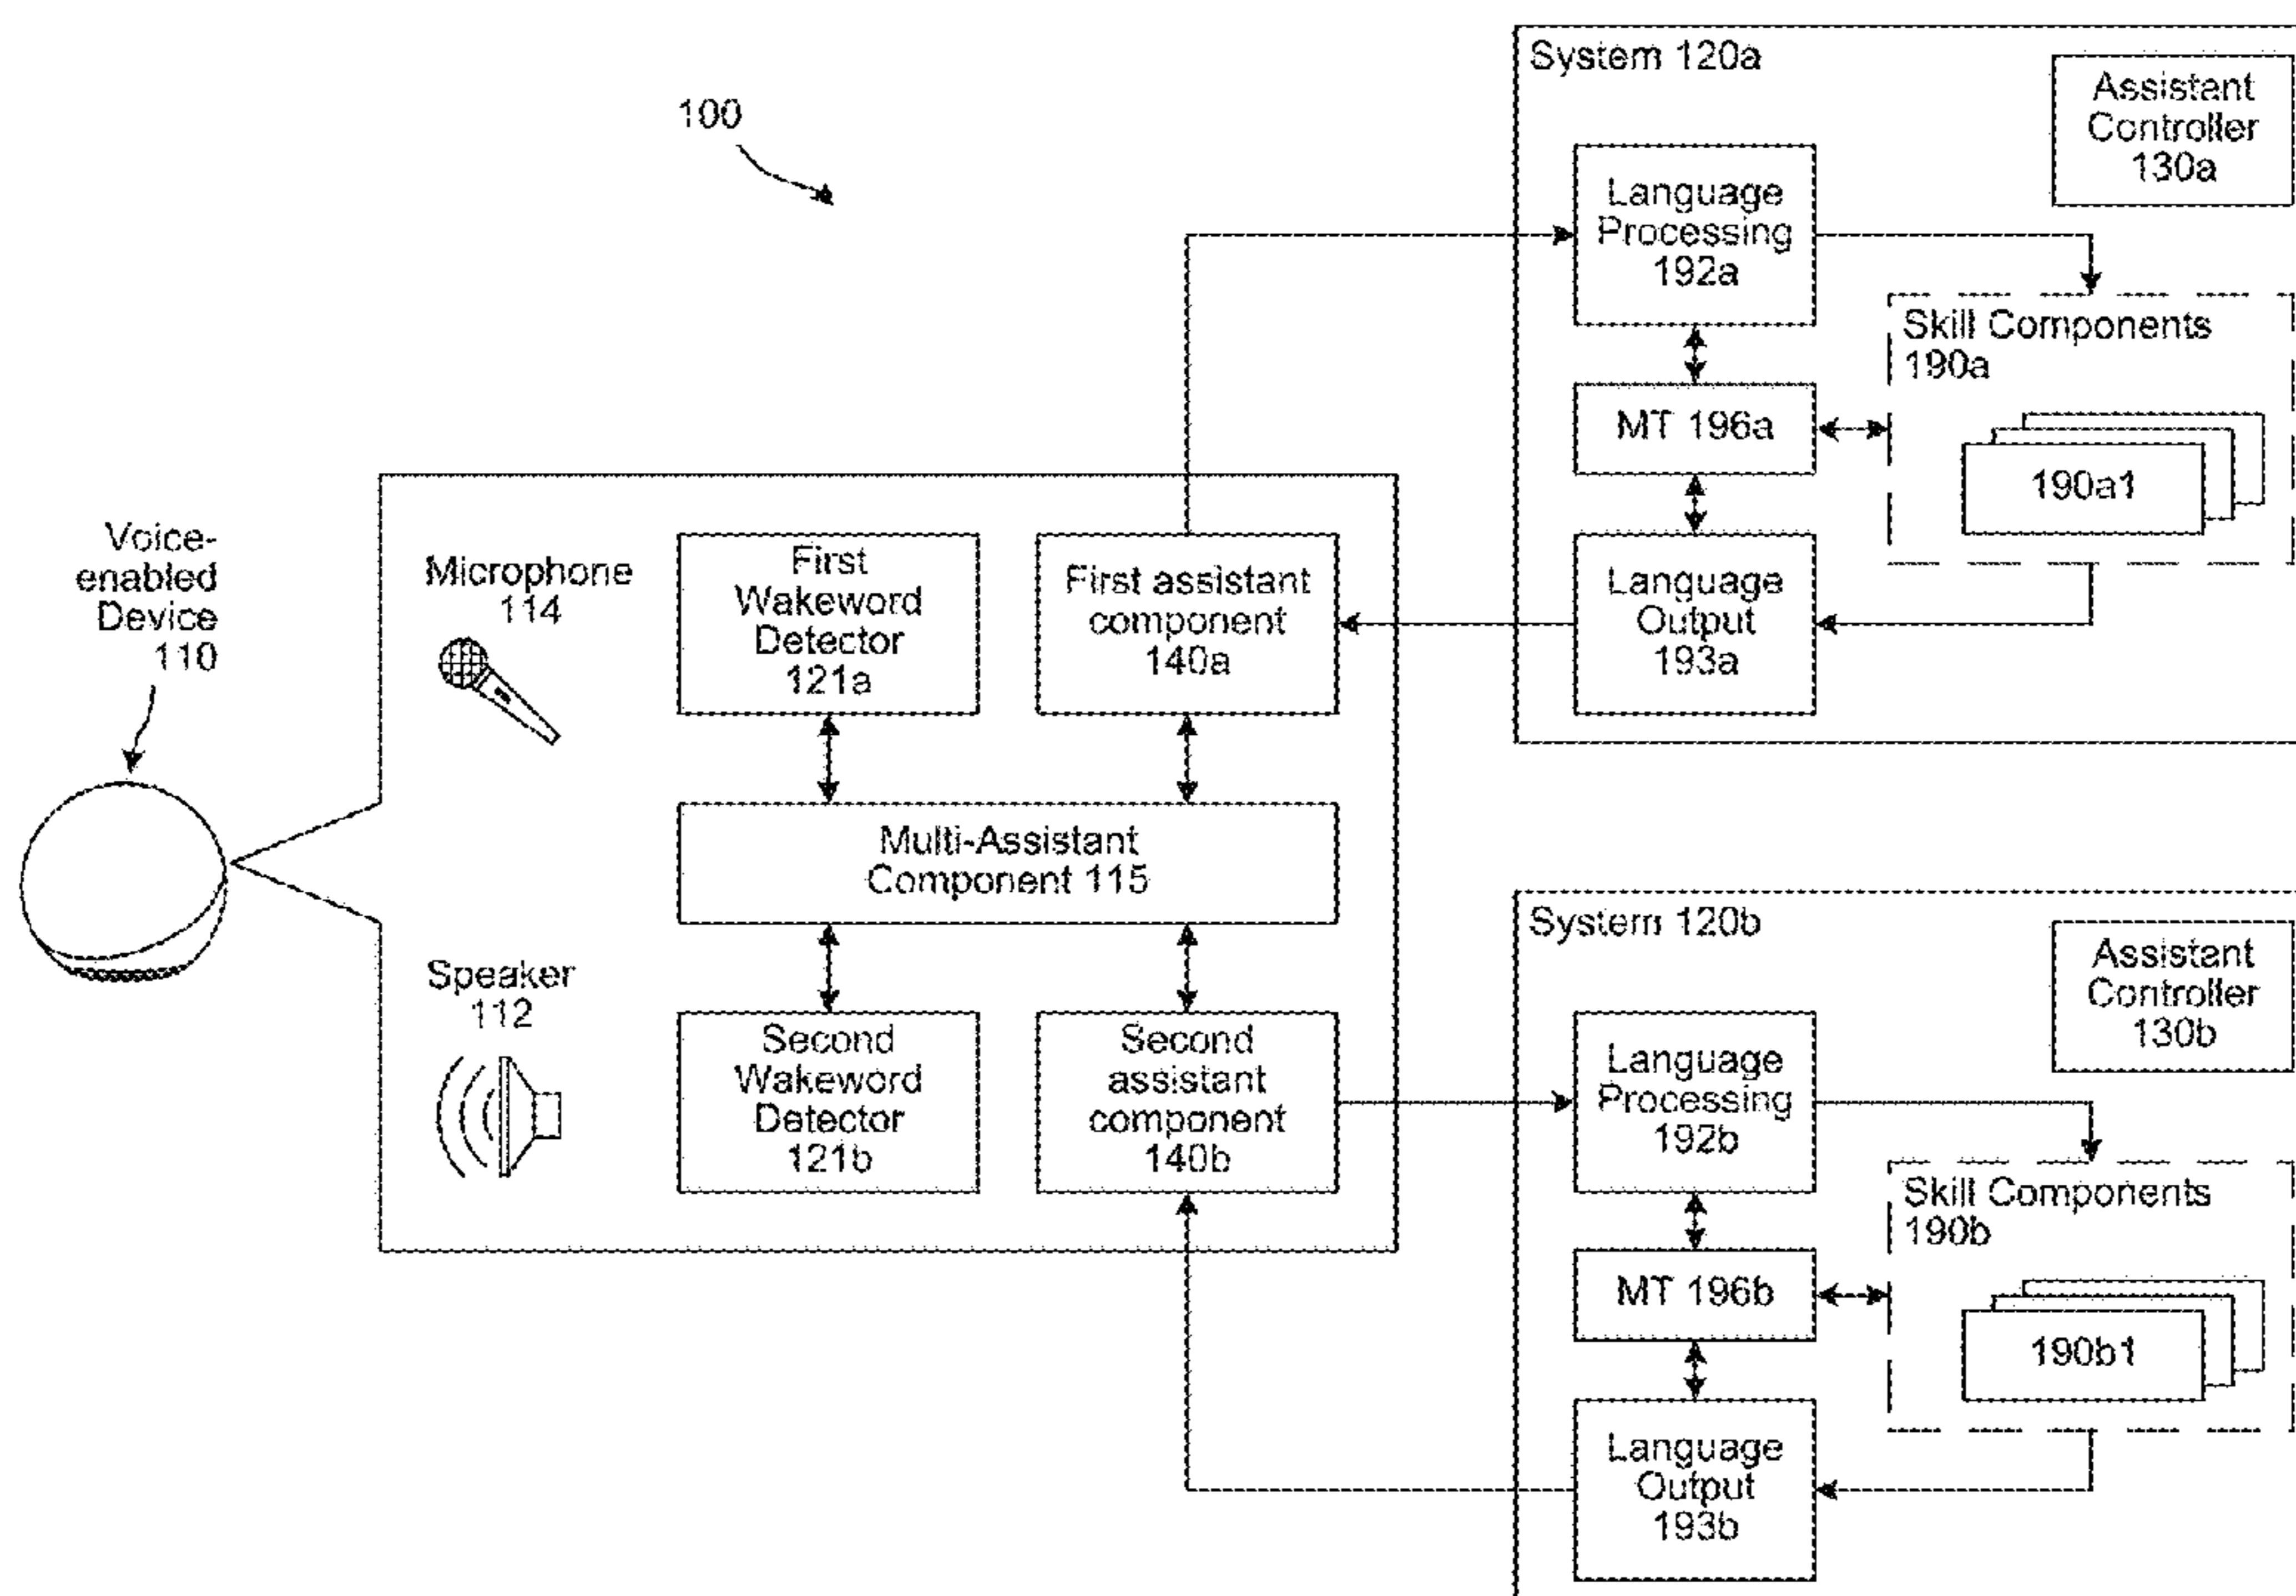 100
Voice-
enabled
Device
110
Microphone
114
First
Wakeword
Detector
121a
First assistant
component
140a
Multi-Assistant
Component 115
Speaker
112
Second
Wakeword
Detector
121b
Second
assistant
component
140b
System 120a
Assistant
Controller
130a
Language
Processing
192a
Skill Components
190a
MT 196a
190a1
Language
Output
193a
System 120b
Assistant
Controller
130b
Language
Processing
192b
Skill Components
190b
MT 196b
190b1
Language
Output
193b